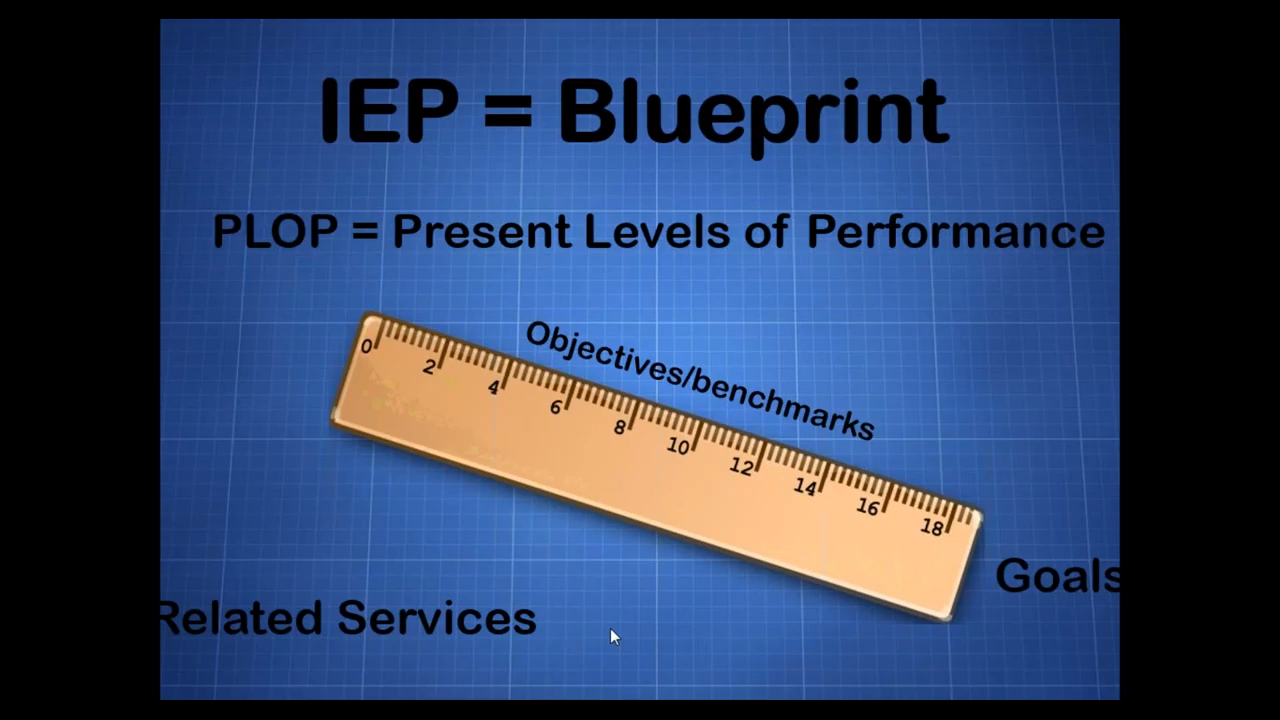 IEP = Blueprint
PLOP = Present Levels of Performance
Objectives/benchmarks
0 2 4 6 8 10 12 14 16 18
Goals
Related Services